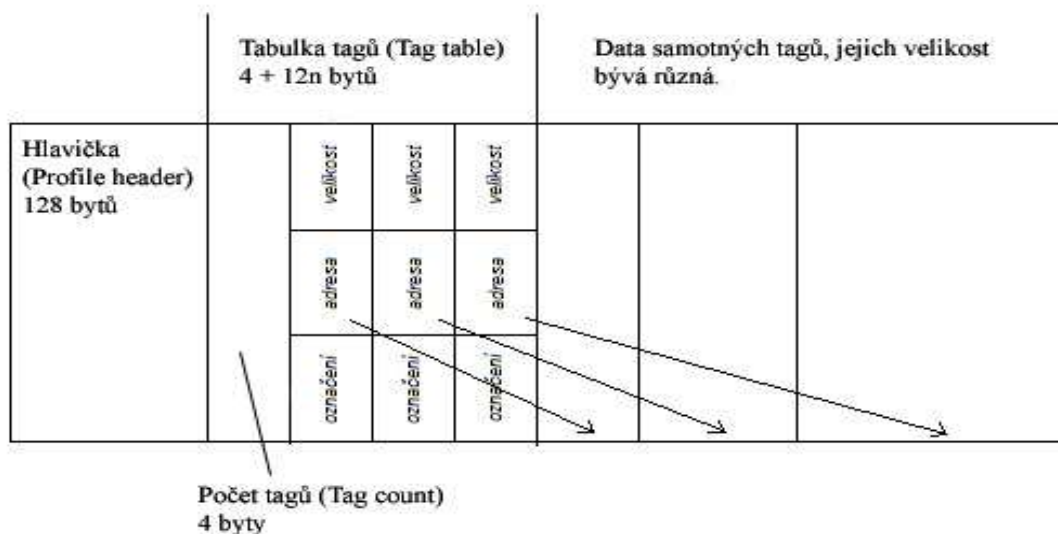 Tabulka tagů (Tag table)
4 + 12n bytů
Data samotných tagů, jejich velikost
bývá různá.
Hlavička
(Profile header)
128 bytů
velikost
velikost
velikost
adresa
adresa
adresa
označení
označení
označení
Počet tagů (Tag count)
4 byty